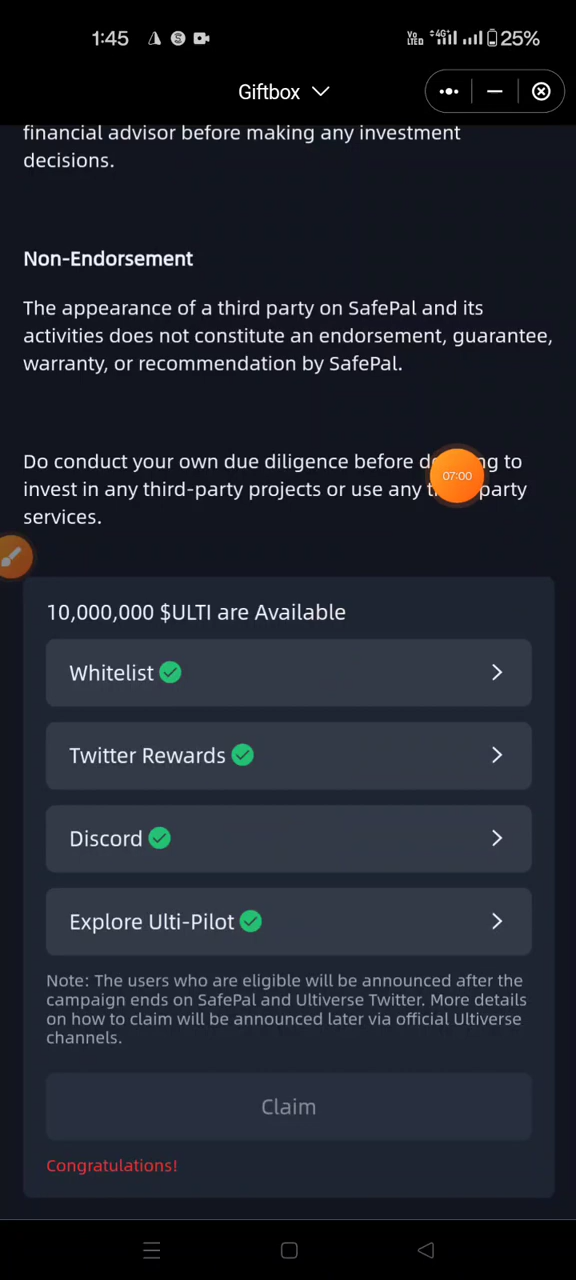 1:45 VoLTED 4G 25%
Giftbox
financial advisor before making any investment
decisions.
Non-Endorsement
The appearance of a third party on SafePal and its
activities does not constitute an endorsement, guarantee,
warranty, or recommendation by SafePal.
Do conduct your own due diligence before to
invest in any third-party projects or use any party
services.
07:00
10,000,000 $ULTI are Available
Whitelist
Twitter Rewards
Discord
Explore Ulti-Pilot
Note: The users who are eligible will be announced after the
campaign ends on SafePal and Ultiverse Twitter. More details
on how to claim will be announced later via official Ultiverse
channels.
Claim
Congratulations!